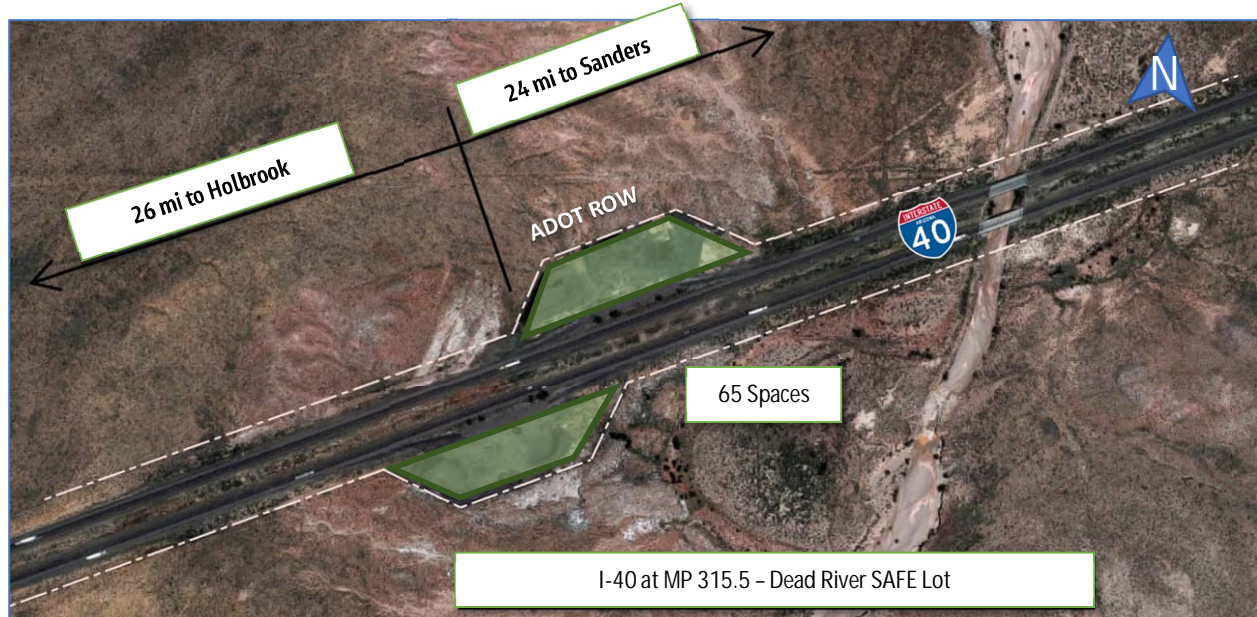 24 mi to Sanders
N
26 mi to Holbrook
ADOT ROW
INTERSTATE
ARIZONA
40
65 Spaces
I-40 at MP 315.5 – Dead River SAFE Lot